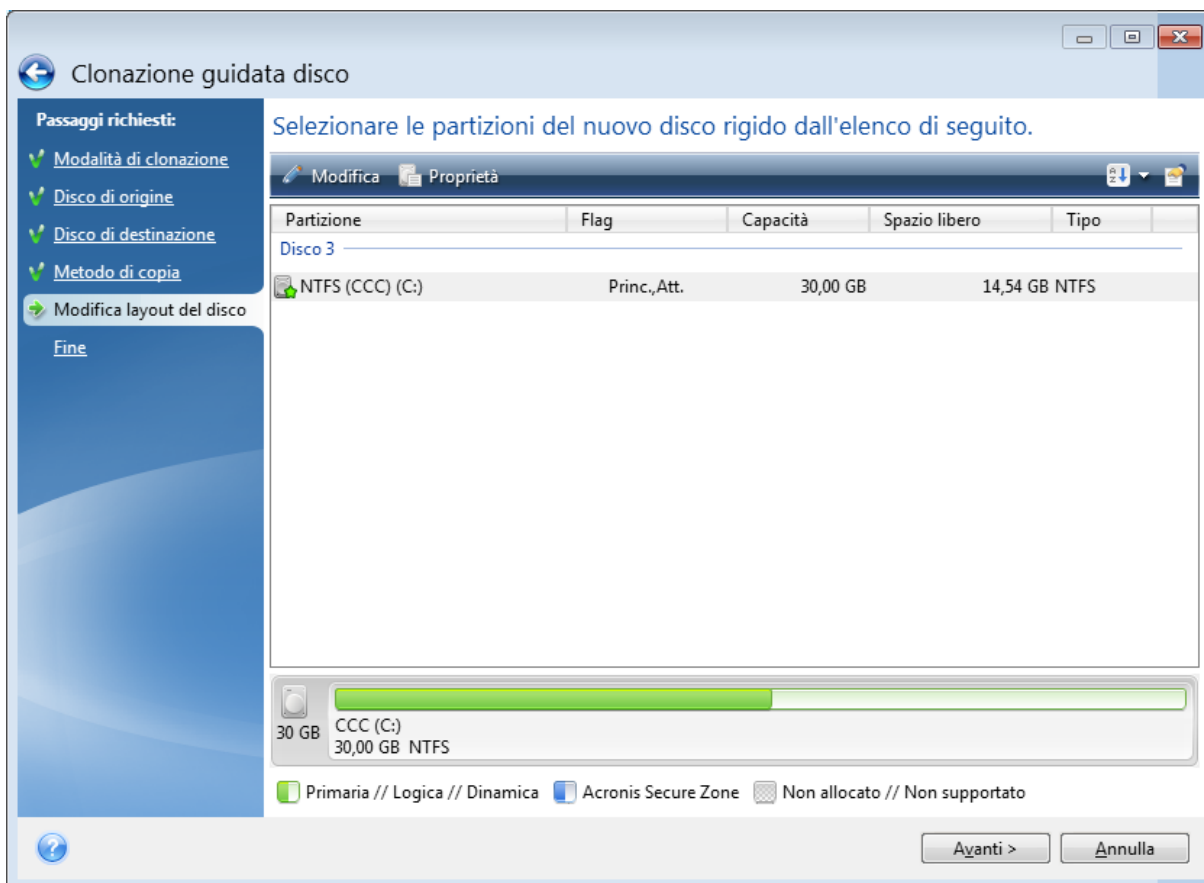 Clonazione guidata disco
Passaggi richiesti:
Modalità di clonazione
Disco di origine
Disco di destinazione
Metodo di copia
Modifica layout del disco
Fine
Selezionare le partizioni del nuovo disco rigido dall'elenco di seguito.
Modifica Proprietà
Partizione Flag Capacità Spazio libero Tipo
Disco 3
NTFS (CCC) (C:) Princ.,Att. 30,00 GB 14,54 GB NTFS
30 GB
CCC (C:)
30,00 GB NTFS
Primaria // Logica // Dinamica Acronis Secure Zone Non allocato // Non supportato
Avanti > Annulla